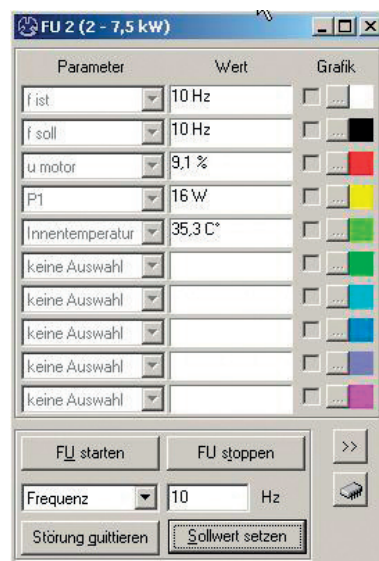 FU 2 (2 - 7,5 kW)
Parameter Wert Grafik
f ist 10 Hz ...
f soll 10 Hz ...
u motor 9,1 % ...
P1 16 W ...
Innentemperatur 35,3 C° ...
keine Auswahl ...
keine Auswahl ...
keine Auswahl ...
keine Auswahl ...
keine Auswahl ...
FU starten FU stoppen >>
Frequenz 10 Hz
Störung guittieren Sollwert setzen